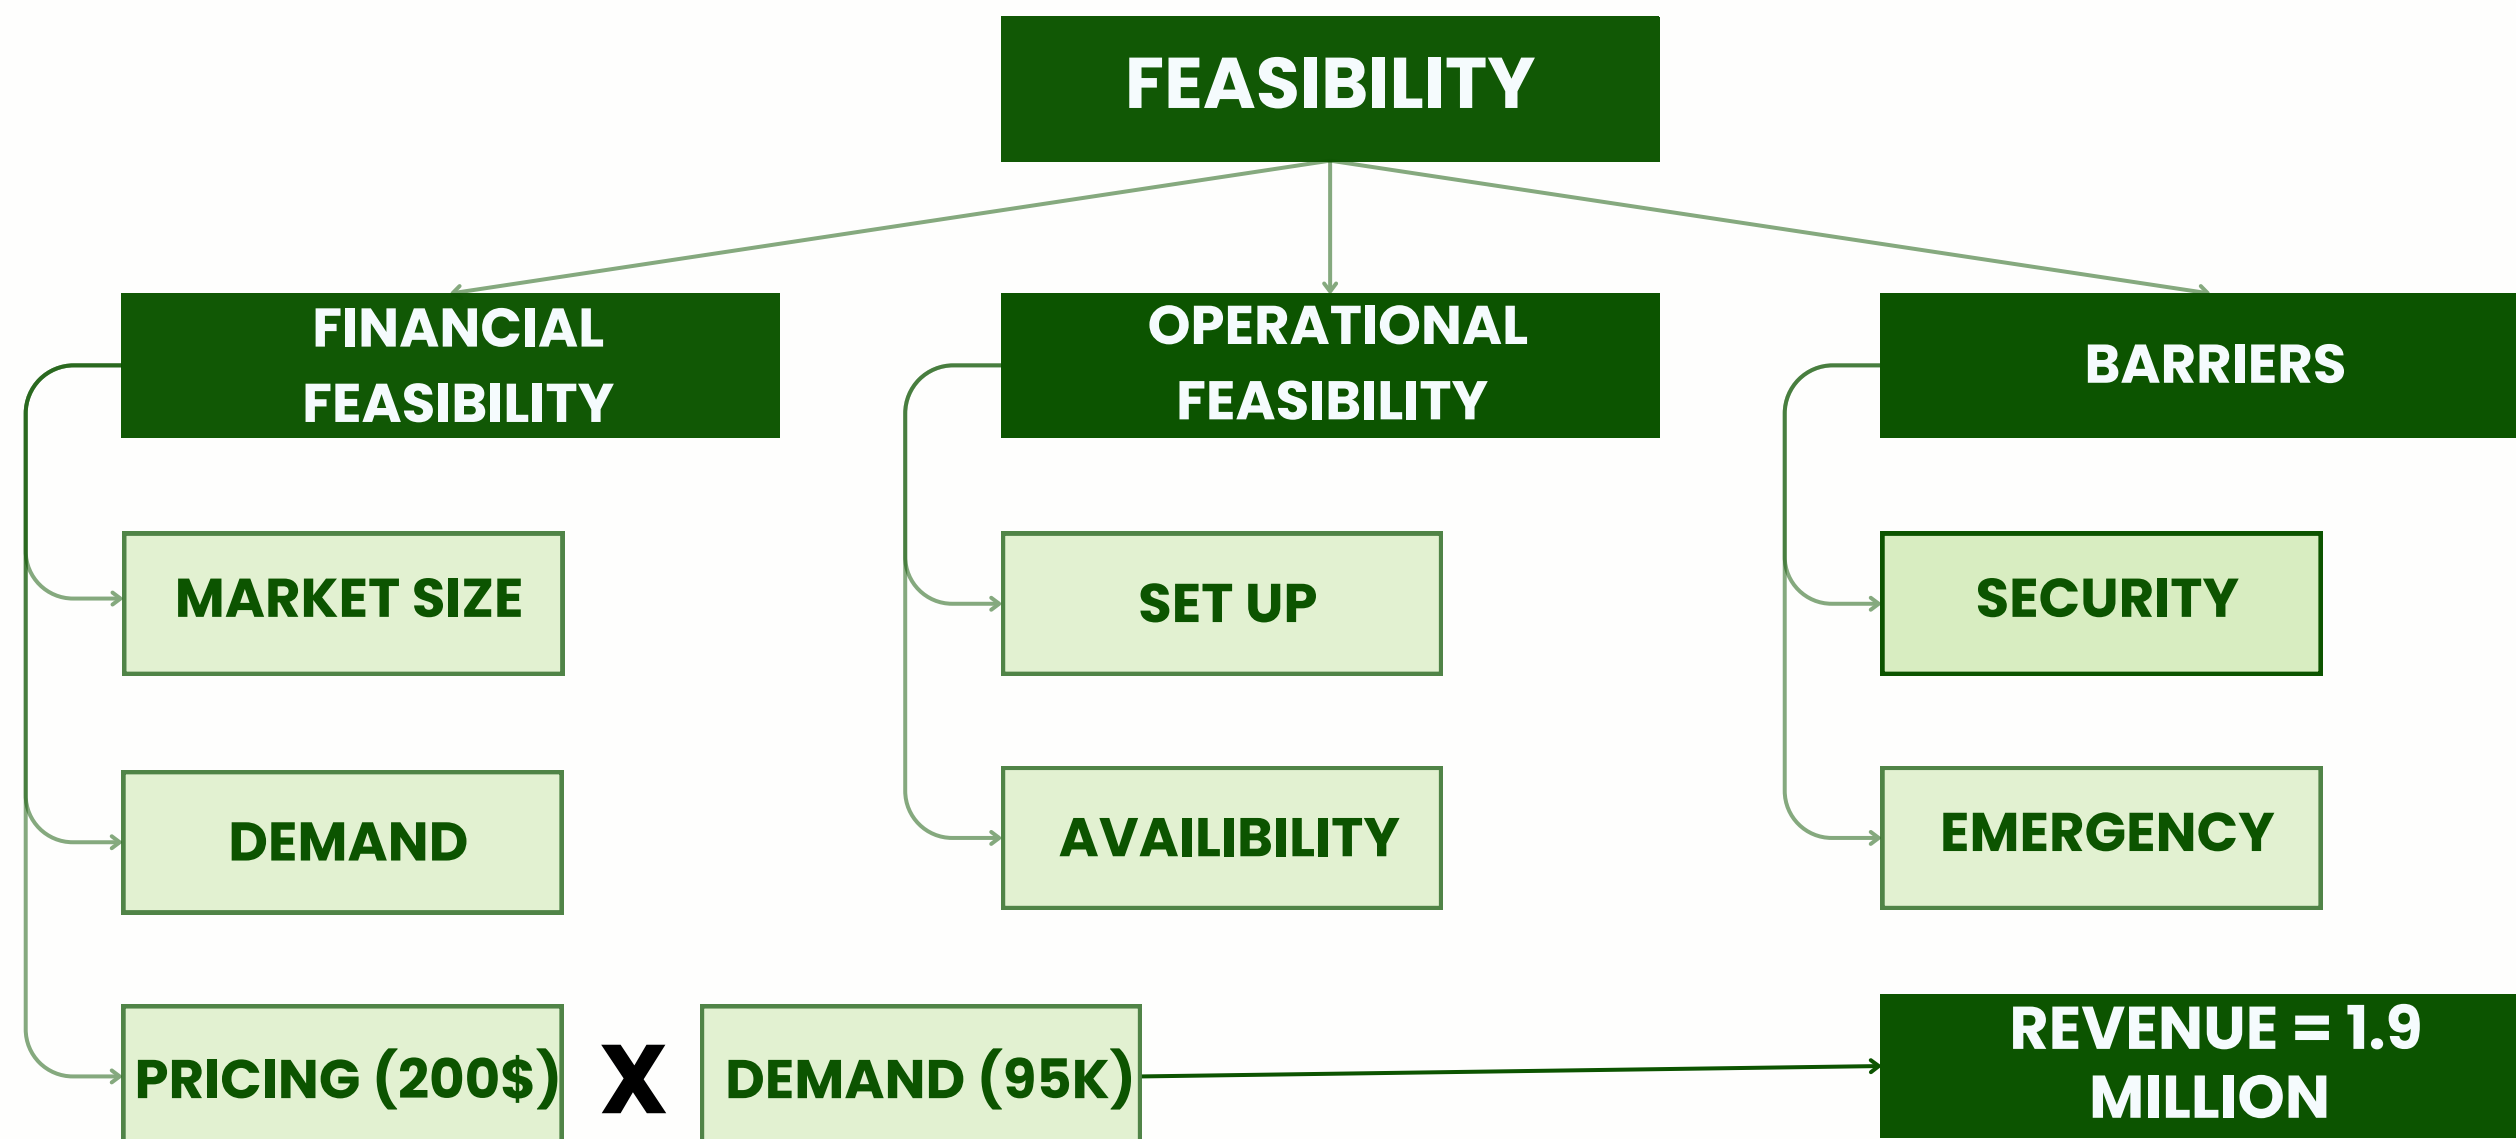 FEASIBILITY
FINANCIAL
FEASIBILITY
OPERATIONAL
FEASIBILITY
BARRIERS
MARKET SIZE
SET UP
SECURITY
DEMAND
AVAILIBILITY
EMERGENCY
PRICING (200$)
X
DEMAND (95K)
REVENUE = 1.9
MILLION